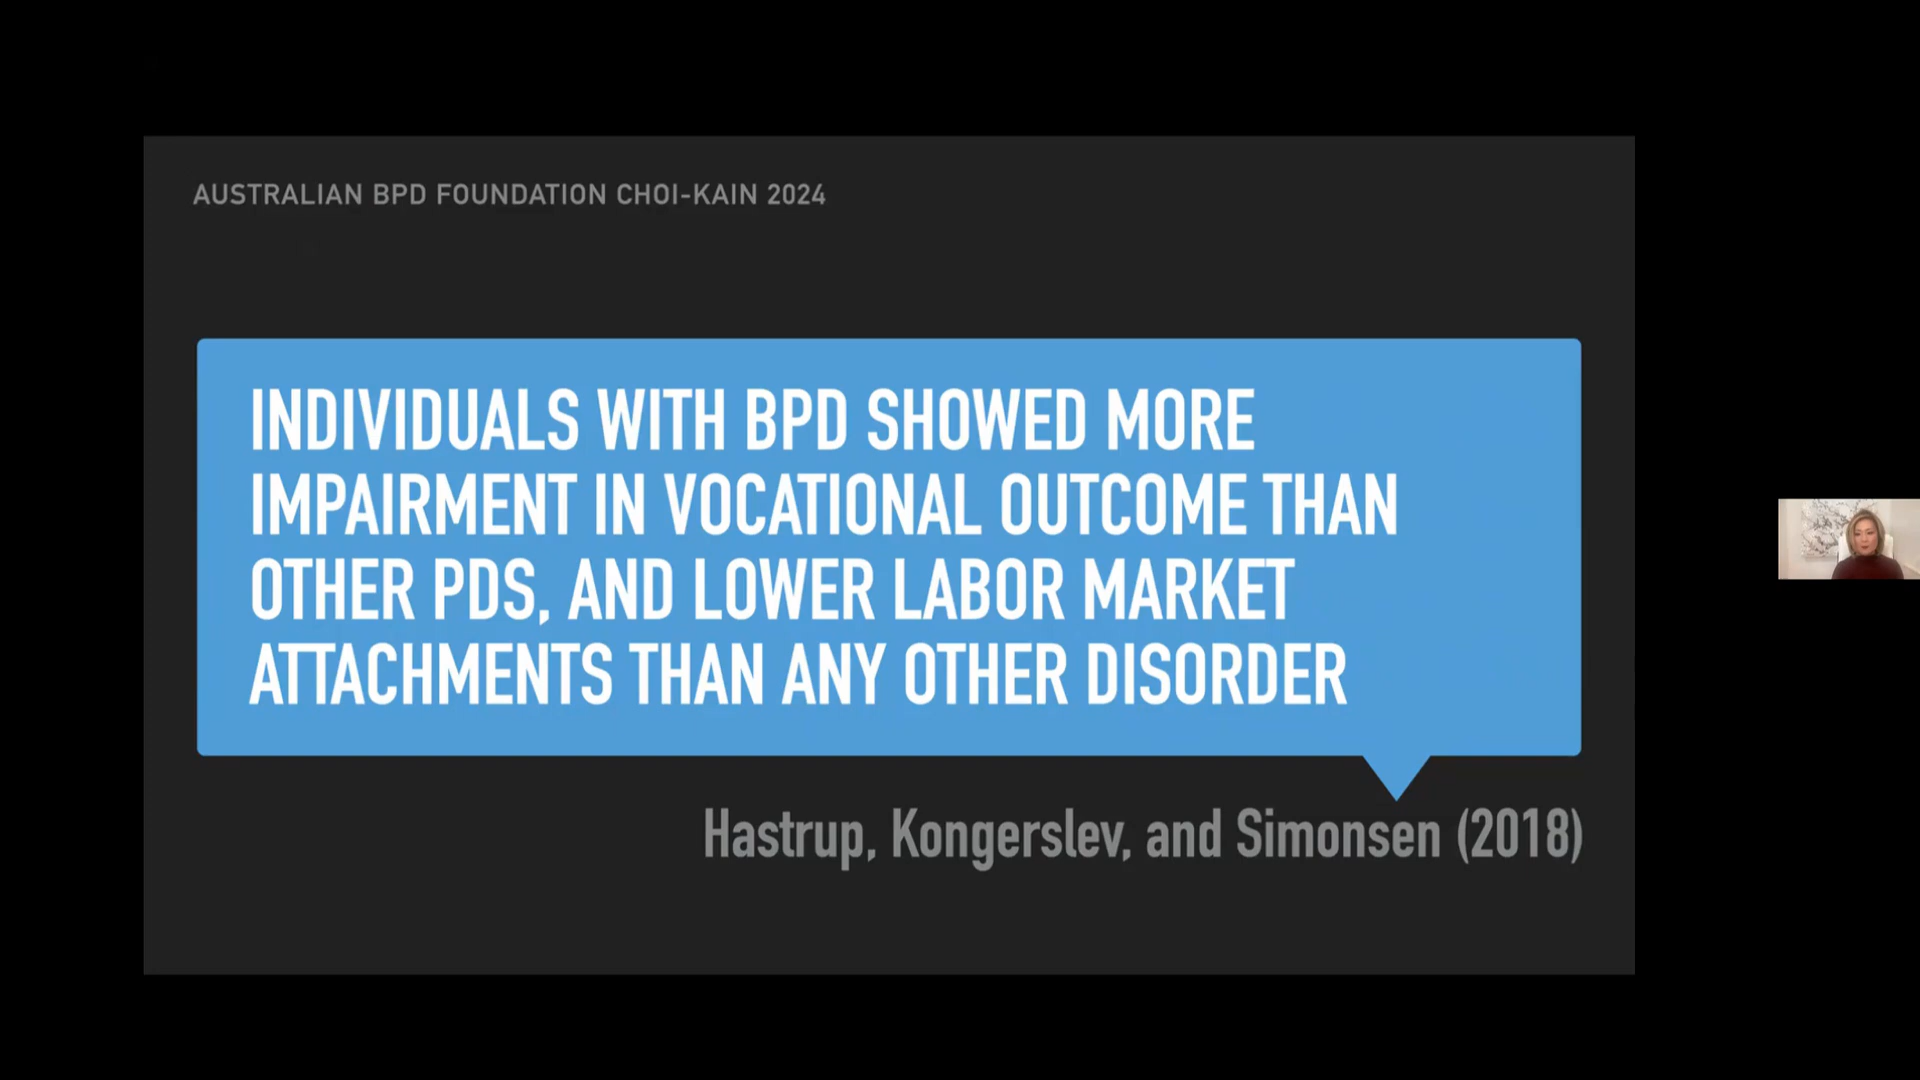 AUSTRALIAN BPD FOUNDATION CHOI-KAIN 2024
INDIVIDUALS WITH BPD SHOWED MORE
IMPAIRMENT IN VOCATIONAL OUTCOME THAN
OTHER PDS, AND LOWER LABOR MARKET
ATTACHMENTS THAN ANY OTHER DISORDER
Hastrup, Kongerslev, and Simonsen (2018)